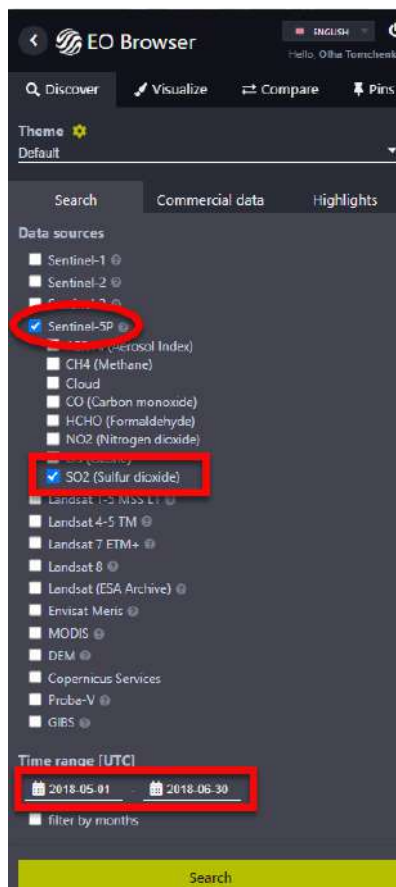 EO Browser
ENGLISH
Hello, Olha Tomchenk
Discover Visualize Compare Pins
Theme
Default
Search Commercial data Highlights
Data sources
Sentinel-1
Sentinel-2
Sentinel-5P
(Aerosol Index)
CH4 (Methane)
Cloud
CO (Carbon monoxide)
HCHO (Formaldehyde)
NO2 (Nitrogen dioxide)
SO2 (Sulfur dioxide)
Landsat 1-5 MSS L1
Landsat 4-5 TM
Landsat 7 ETM+
Landsat 8
Landsat (ESA Archive)
Envisat Meris
MODIS
DEM
Copernicus Services
Proba-V
GIBS
Time range [UTC]
2018-05-01 - 2018-06-30
filter by months
Search